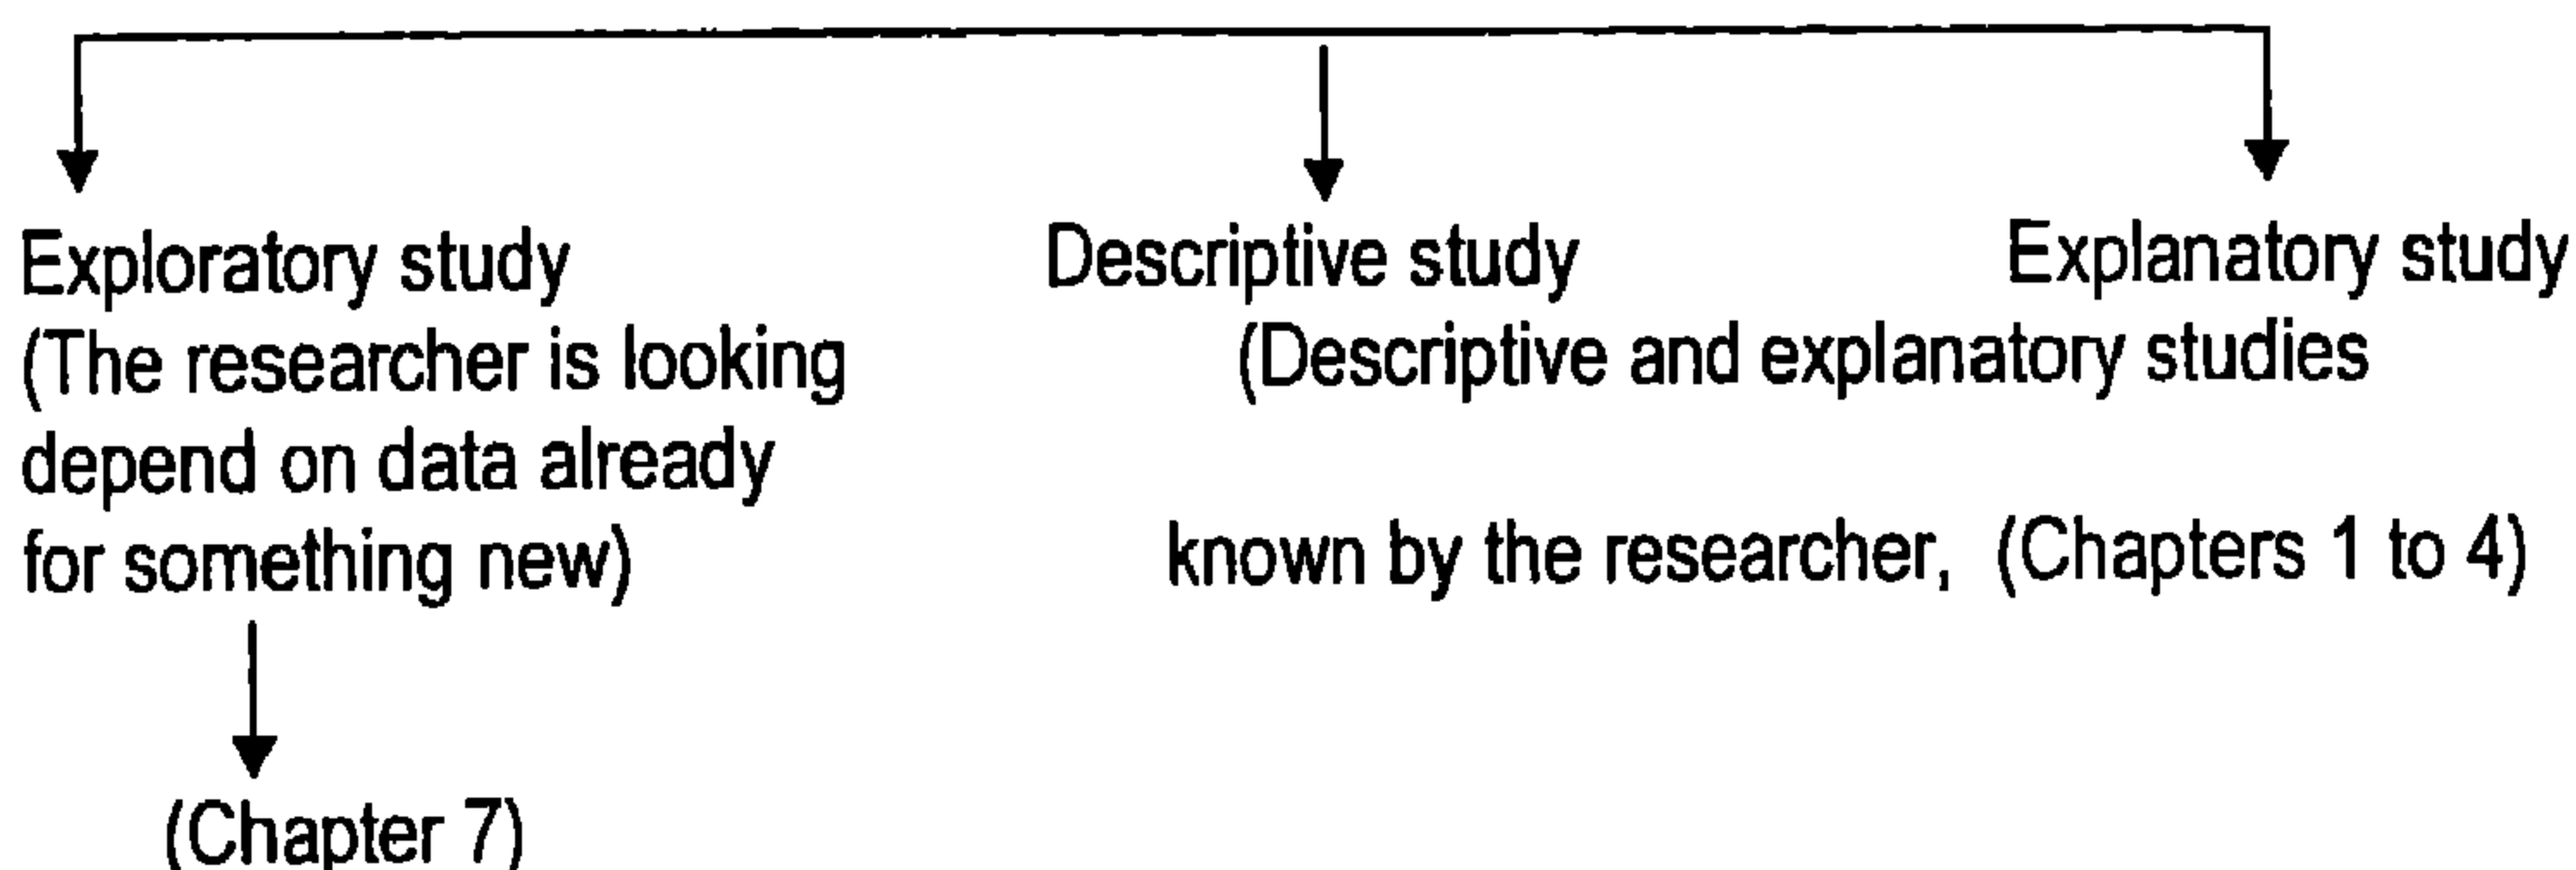 Exploratory study Descriptive study Explanatory study
(The researcher is looking (Descriptive and explanatory studies
depend on data already
for something new) known by the researcher, (Chapters 1 to 4)
(Chapter 7)